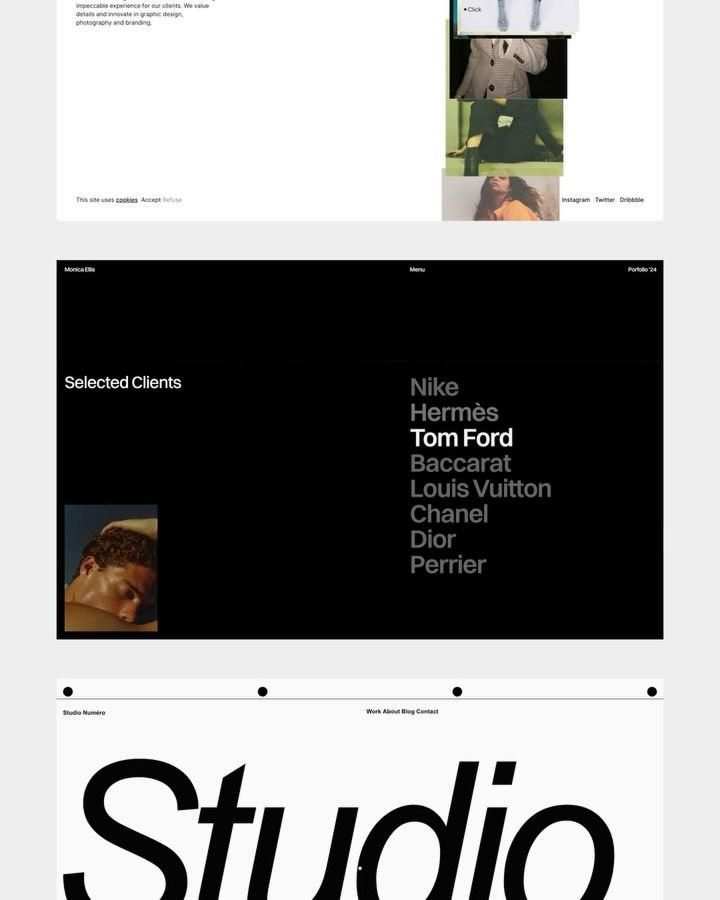 impeccable experience for our clients. We value
details and innovate in graphic design,
photography and branding.
• Click
This site uses cookies Accept Refuse
Instagram Twitter Dribbble
Monica Ellis
Menu
Porfolio '24
Selected Clients
Nike
Hermès
Tom Ford
Baccarat
Louis Vuitton
Chanel
Dior
Perrier
Studio Numéro
Work About Blog Contact
Studio